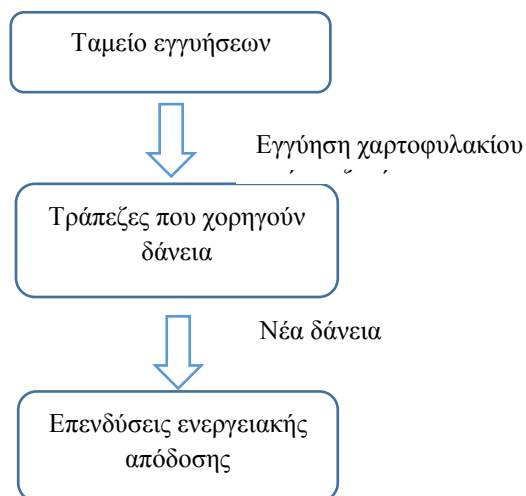 Ταμείο εγγυήσεων
Εγγύηση χαρτοφυλακίου
Τράπεζες που χορηγούν
δάνεια
Νέα δάνεια
Επενδύσεις ενεργειακής
απόδοσης